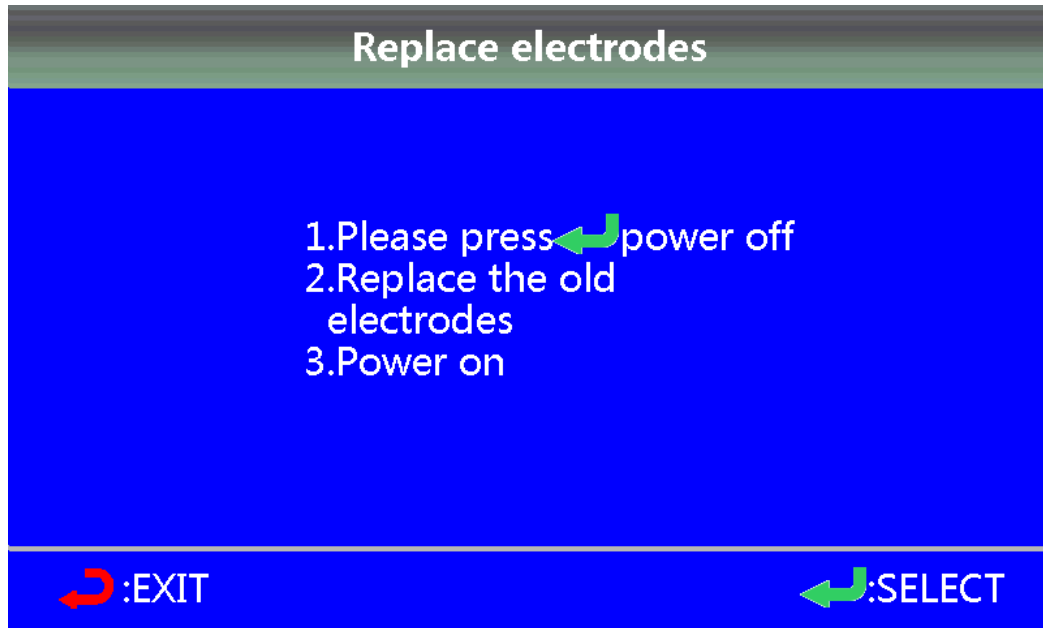 Replace electrodes
1.Please press power off
2.Replace the old
electrodes
3.Power on
:EXIT
:SELECT